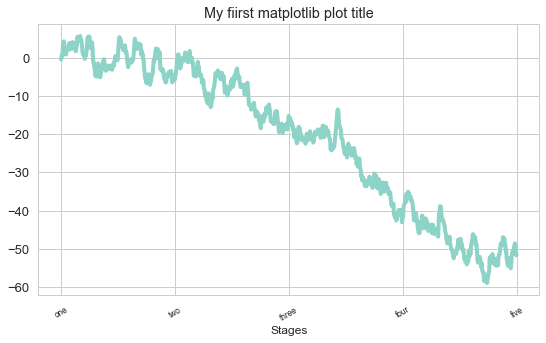 My fiirst matplotlib plot title
0
−10
−20
−30
−40
−50
−60
one
two
three
four
five
Stages